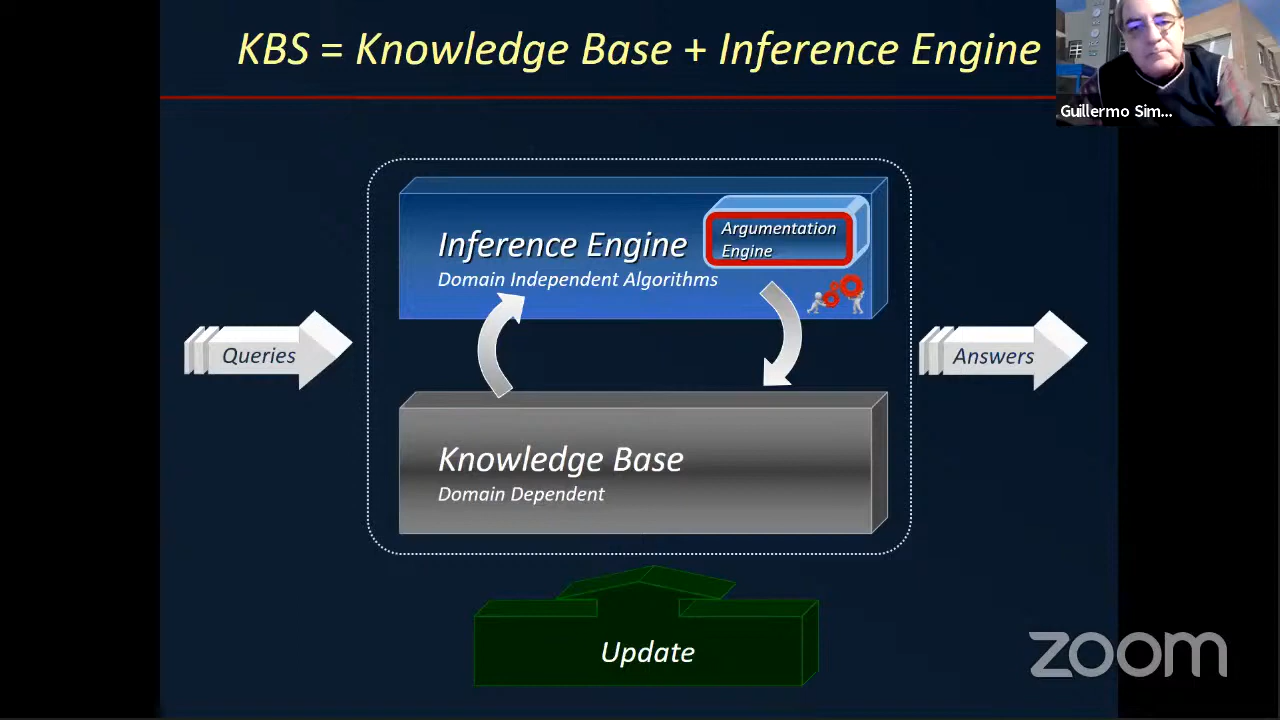 KBS = Knowledge Base + Inference Engine
Guillermo Sim...
Argumentation
Engine
Inference Engine
Domain Independent Algorithms
Queries
Answers
Knowledge Base
Domain Dependent
Update
zoom